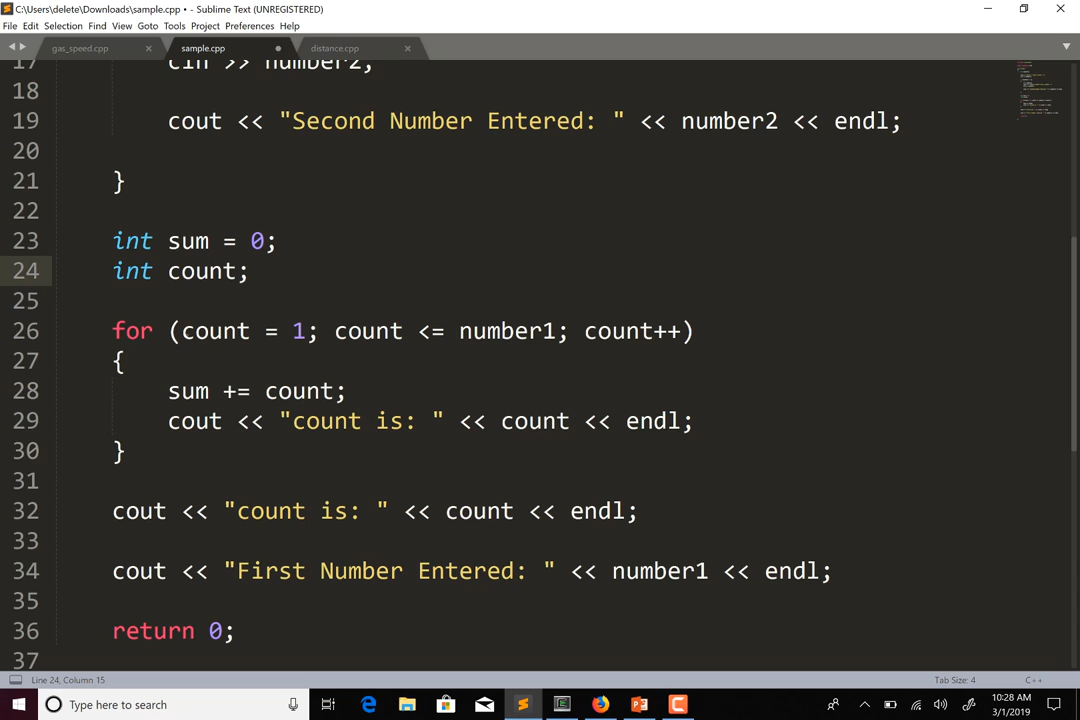 C:\Users\delete\Downloads\sample.cpp • - Sublime Text (UNREGISTERED)
File Edit Selection Find View Goto Tools Project Preferences Help
gas_speed.cpp sample.cpp distance.cpp
17 cin >> number2;
18
19 cout << "Second Number Entered: " << number2 << endl;
20
21 }
22
23 int sum = 0;
24 int count;
25
26 for (count = 1; count <= number1; count++)
27 {
28 sum += count;
29 cout << "count is: " << count << endl;
30 }
31
32 cout << "count is: " << count << endl;
33
34 cout << "First Number Entered: " << number1 << endl;
35
36 return 0;
37
Line 24, Column 15 Tab Size: 4 C++
Type here to search 10:28 AM
3/1/2019